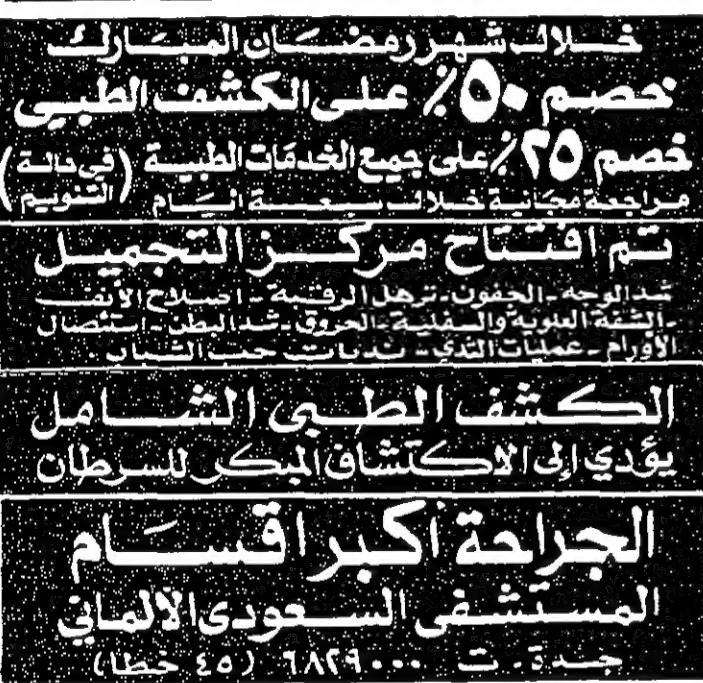 خلال شهر رمضان المبارك
خصم ٥٠٪ على الكشف الطبي
خصم ٢٥٪ على جميع الخدمات الطبية (في حالة التنويم)
مراجعة مجانية خلال سبعة أيام
تم افتتاح مركز التجميل
شد الوجه - الجفون - ترهل الرقبة - اصلاح الأنف
- الشفة العلوية والسفلية - الحروق - شد البطن - استئصال
الأورام - عمليات الثدي - ندبات حب الشباب .
الكشف الطبى الشامل
يؤدي إلى الاكتشاف المبكر للسرطان
الجراحة أكبر اقسام
المستشفى السعودى الالماني
جدة - ت ٦٨٢٩٠٠٠ (٤٥ خطا)